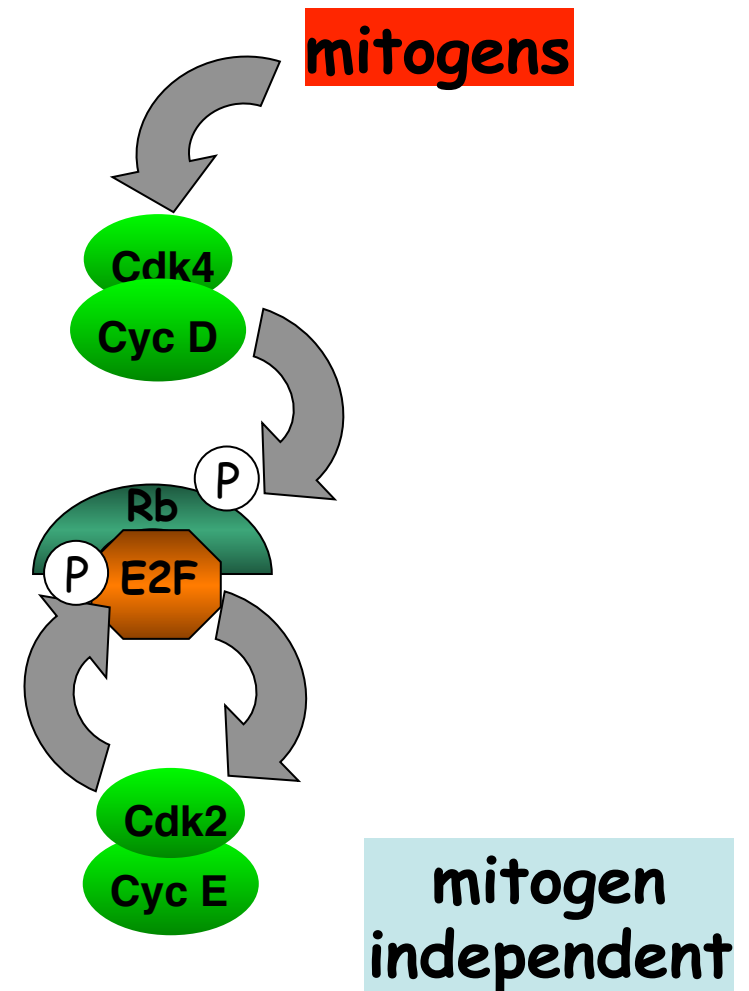 mitogens
Cdk4
Cyc D
P
Rb
P
E2F
Cdk2
Cyc E
mitogen
independent